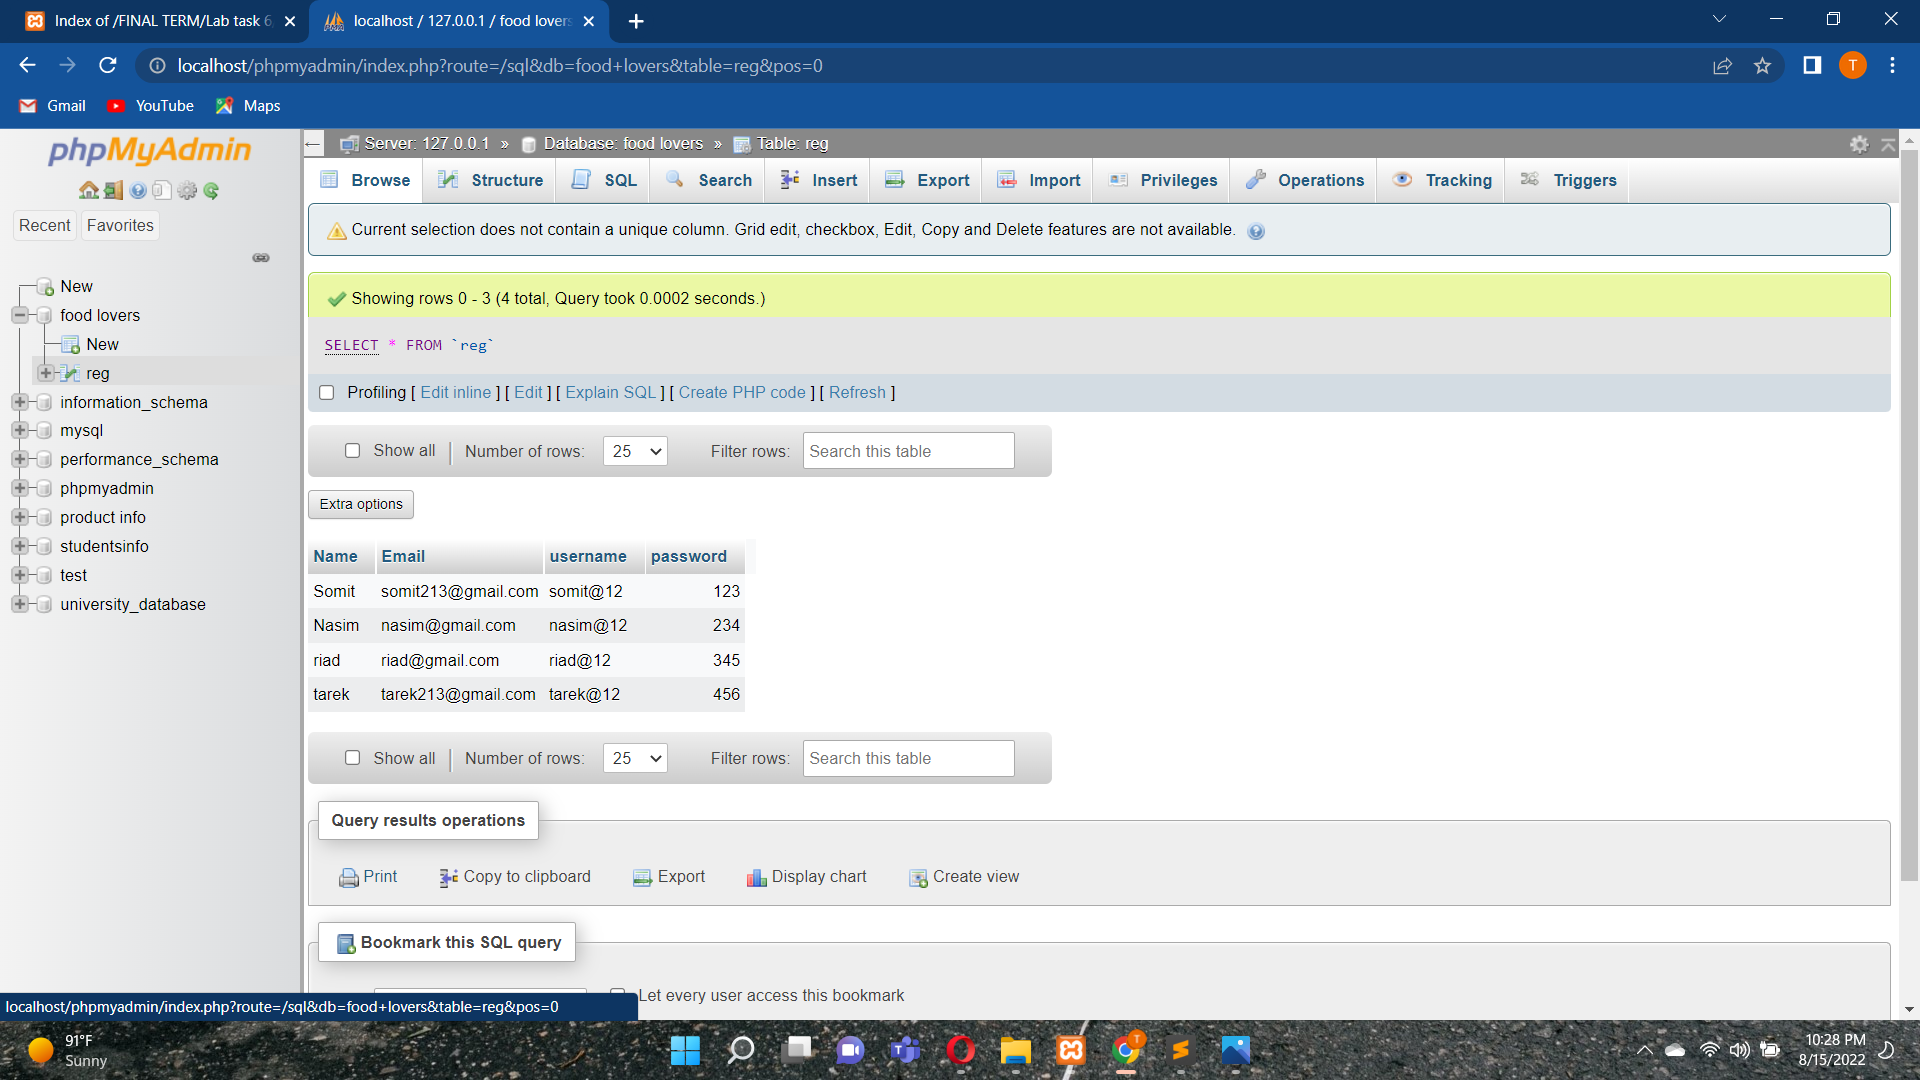 Index of /FINAL TERM/Lab task 6,
localhost / 127.0.0.1 / food lovers
localhost/phpmyadmin/index.php?route=/sql&db=food+lovers&table=reg&pos=0
T
Gmail
YouTube
Maps
phpMyAdmin
Recent
Favorites
New
food lovers
New
reg
information_schema
mysql
performance_schema
phpmyadmin
product info
studentsinfo
test
university_database
Server: 127.0.0.1 » Database: food lovers » Table: reg
Browse Structure SQL Search Insert Export Import Privileges Operations Tracking Triggers
Current selection does not contain a unique column. Grid edit, checkbox, Edit, Copy and Delete features are not available.
Showing rows 0 - 3 (4 total, Query took 0.0002 seconds.)
SELECT * FROM `reg`
Profiling [ Edit inline ] [ Edit ] [ Explain SQL ] [ Create PHP code ] [ Refresh ]
Show all Number of rows: 25 Filter rows: Search this table
Extra options
Name Email username password
Somit somit213@gmail.com somit@12 123
Nasim nasim@gmail.com nasim@12 234
riad riad@gmail.com riad@12 345
tarek tarek213@gmail.com tarek@12 456
Show all Number of rows: 25 Filter rows: Search this table
Query results operations
Print Copy to clipboard Export Display chart Create view
Bookmark this SQL query
Let every user access this bookmark
localhost/phpmyadmin/index.php?route=/sql&db=food+lovers&table=reg&pos=0
91°F
Sunny
T
10:28 PM
8/15/2022